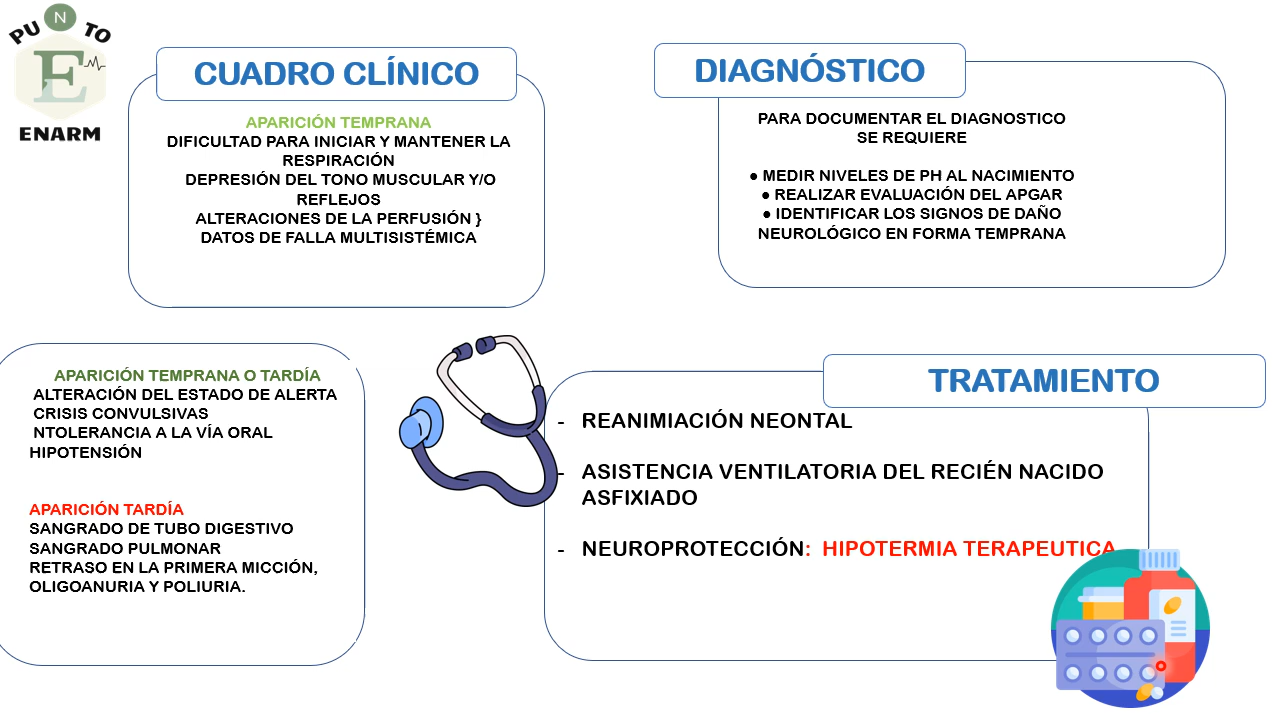 PU N TO
E
ENARM
CUADRO CLÍNICO
APARICIÓN TEMPRANA
DIFICULTAD PARA INICIAR Y MANTENER LA
RESPIRACIÓN
DEPRESIÓN DEL TONO MUSCULAR Y/O
REFLEJOS
ALTERACIONES DE LA PERFUSIÓN }
DATOS DE FALLA MULTISISTÉMICA
DIAGNÓSTICO
PARA DOCUMENTAR EL DIAGNOSTICO
SE REQUIERE
● MEDIR NIVELES DE PH AL NACIMIENTO
● REALIZAR EVALUACIÓN DEL APGAR
● IDENTIFICAR LOS SIGNOS DE DAÑO
NEUROLÓGICO EN FORMA TEMPRANA
APARICIÓN TEMPRANA O TARDÍA
ALTERACIÓN DEL ESTADO DE ALERTA
CRISIS CONVULSIVAS
NTOLERANCIA A LA VÍA ORAL
HIPOTENSIÓN
APARICIÓN TARDÍA
SANGRADO DE TUBO DIGESTIVO
SANGRADO PULMONAR
RETRASO EN LA PRIMERA MICCIÓN,
OLIGOANURIA Y POLIURIA.
TRATAMIENTO
- REANIMIACIÓN NEONTAL
- ASISTENCIA VENTILATORIA DEL RECIÉN NACIDO
ASFIXIADO
- NEUROPROTECCIÓN: HIPOTERMIA TERAPEUTICA